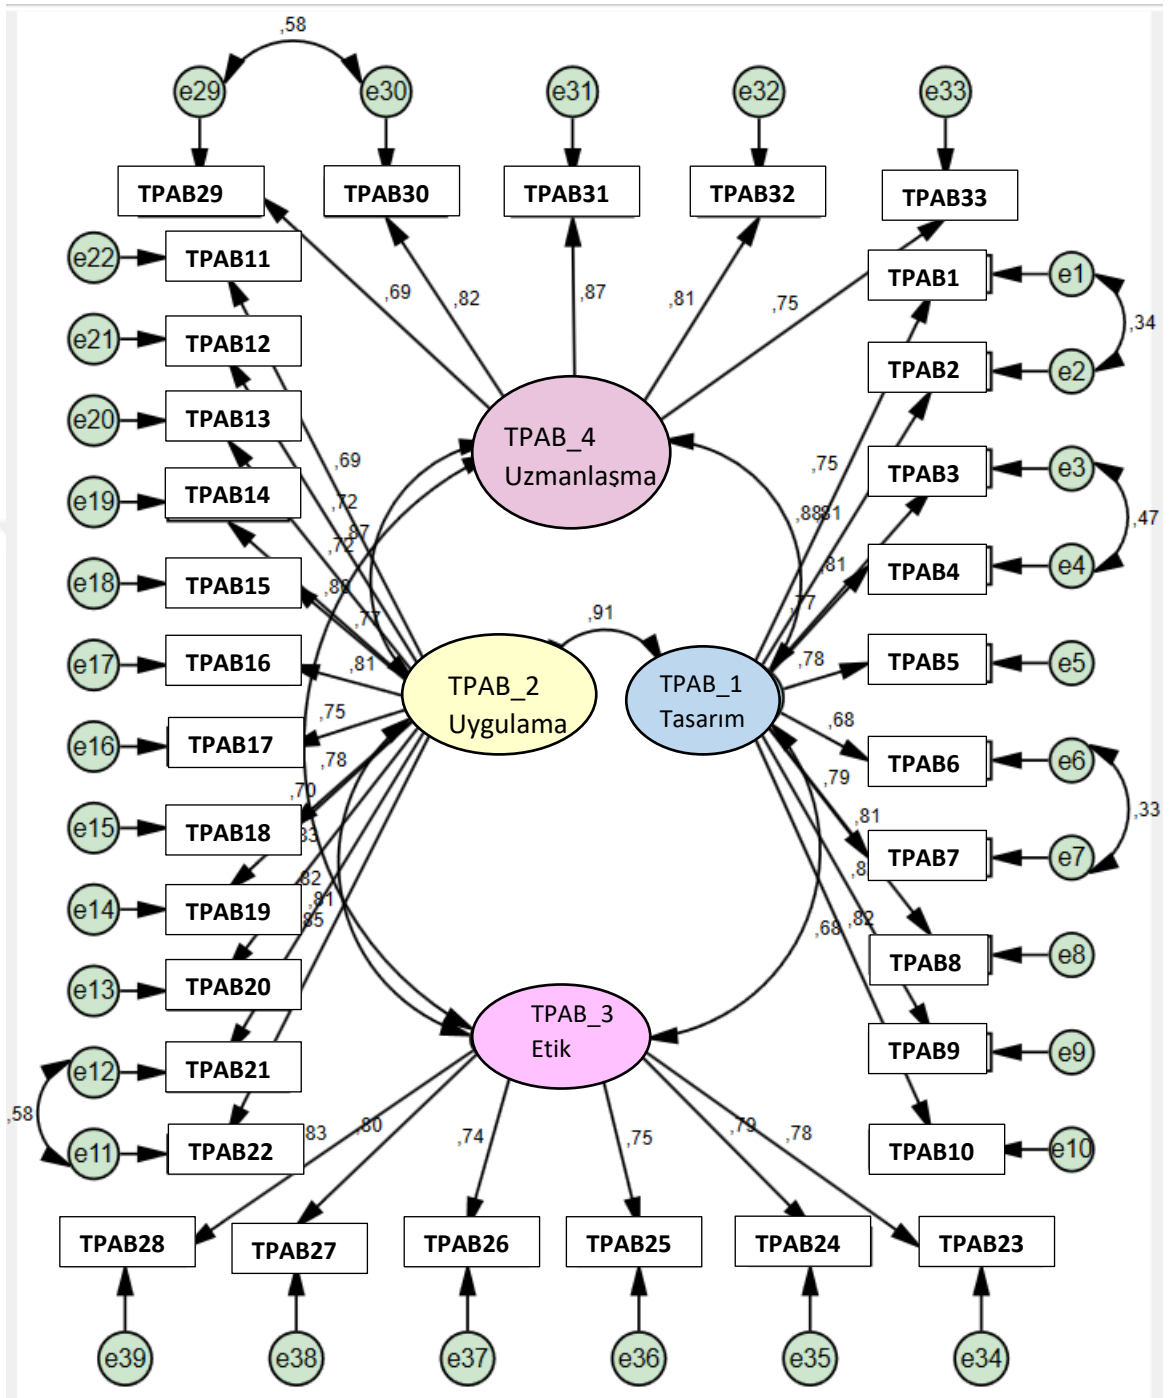 ,58
e29
e30
e31
e32
e33
TPAB29
TPAB30
TPAB31
TPAB32
TPAB33
e22
TPAB11
TPAB1
e1
,69
,82
,87
,81
,75
,34
e21
TPAB12
TPAB2
e2
e20
TPAB13
TPAB_4
Uzmanlaşma
TPAB3
e3
,69
,75
e19
TPAB14
,72
,87
,88
,81
,47
,72
e18
TPAB15
,81
TPAB4
e4
,77
,77
,91
e17
TPAB16
,81
,78
TPAB5
e5
TPAB_2
Uygulama
TPAB_1
Tasarım
,75
,68
e16
TPAB17
,78
TPAB6
e6
,70
,79
,81
,33
e15
TPAB18
TPAB7
e7
,82
,81
e14
TPAB19
,68
,82
TPAB8
e8
e13
TPAB20
TPAB_3
Etik
TPAB9
e9
e12
TPAB21
,58
e11
TPAB22
83
,80
,74
,75
,79
,78
TPAB10
e10
TPAB28
TPAB27
TPAB26
TPAB25
TPAB24
TPAB23
e39
e38
e37
e36
e35
e34